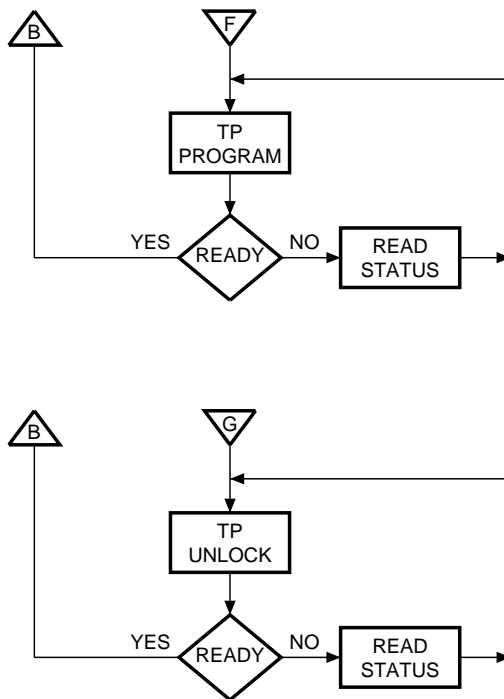 B
F
TP
PROGRAM
YES
READY
NO
READ
STATUS
B
G
TP
UNLOCK
YES
READY
NO
READ
STATUS